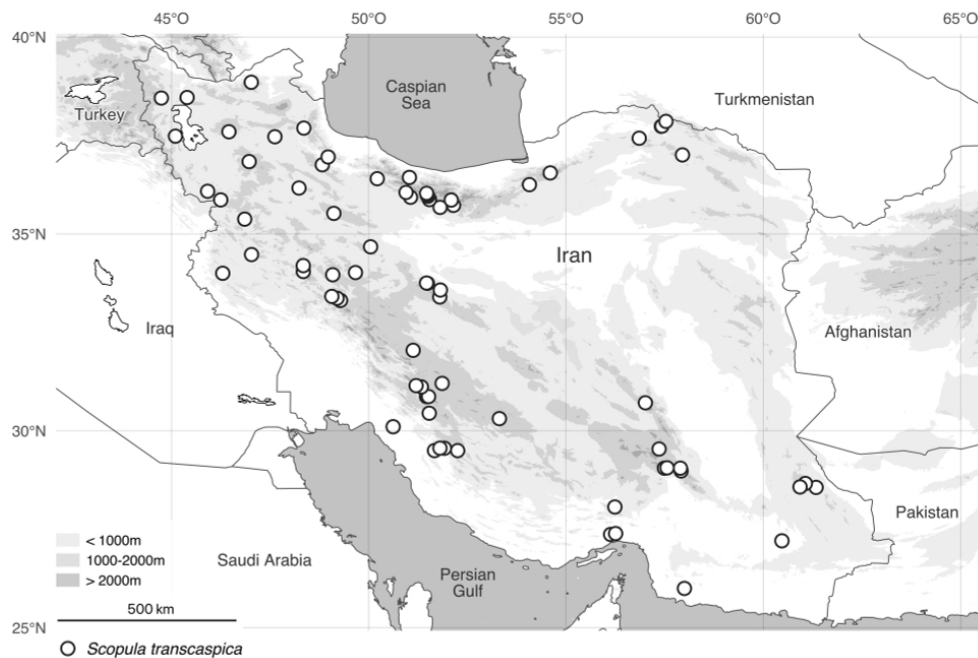 45°O 50°O 55°O 60°O 65°O
40°N
Caspian
Sea
Turkey
Turkmenistan
35°N
Iran
Iraq
Afghanistan
30°N
Pakistan
< 1000m
1000-2000m
> 2000m
Saudi Arabia
Persian
Gulf
500 km
25°N
Scopula transcaspica